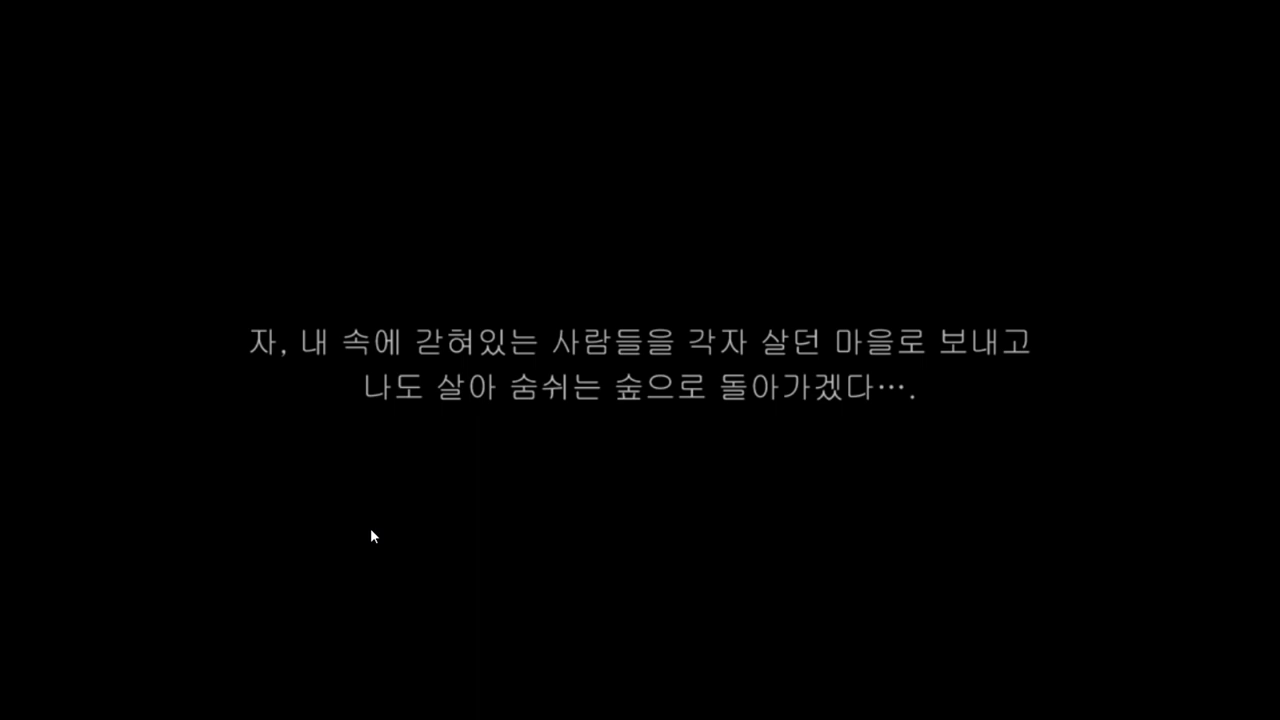 자, 내 속에 갇혀있는 사람들을 각자 살던 마을로 보내고
나도 살아 숨쉬는 숲으로 돌아가겠다….